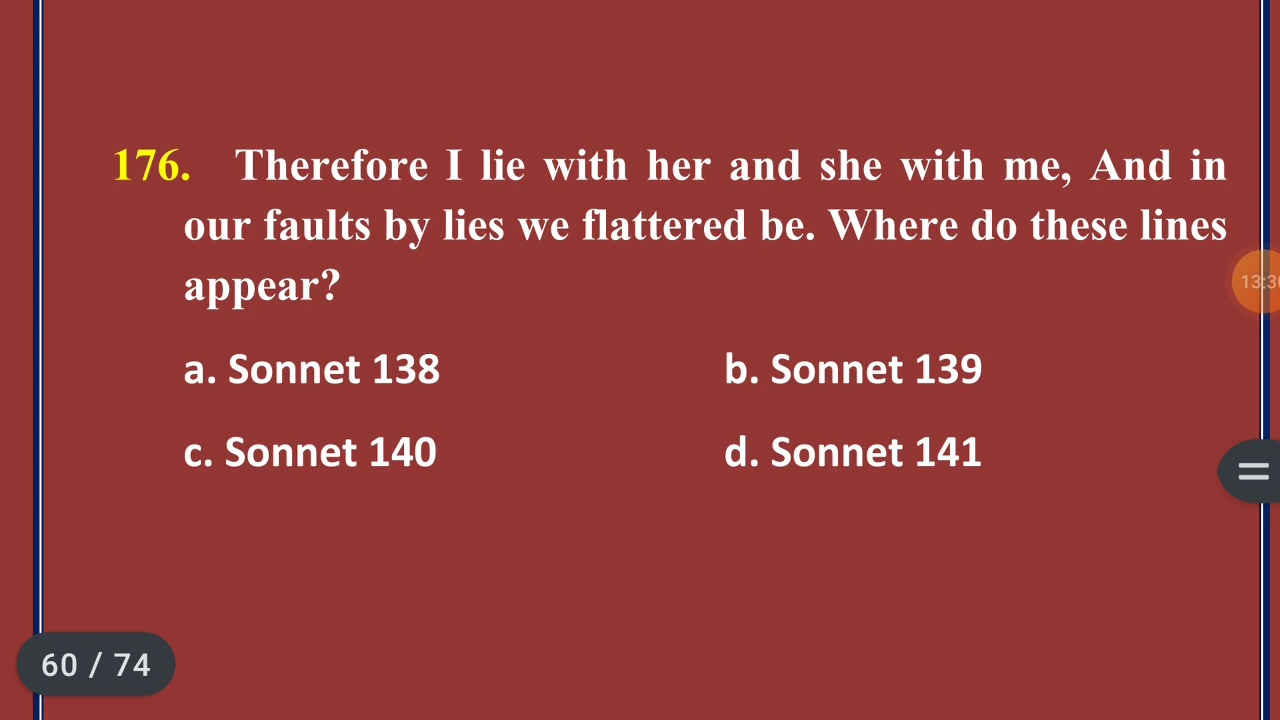 176. Therefore I lie with her and she with me, And in
our faults by lies we flattered be. Where do these lines
appear?
a. Sonnet 138 b. Sonnet 139
c. Sonnet 140 d. Sonnet 141
60 / 74